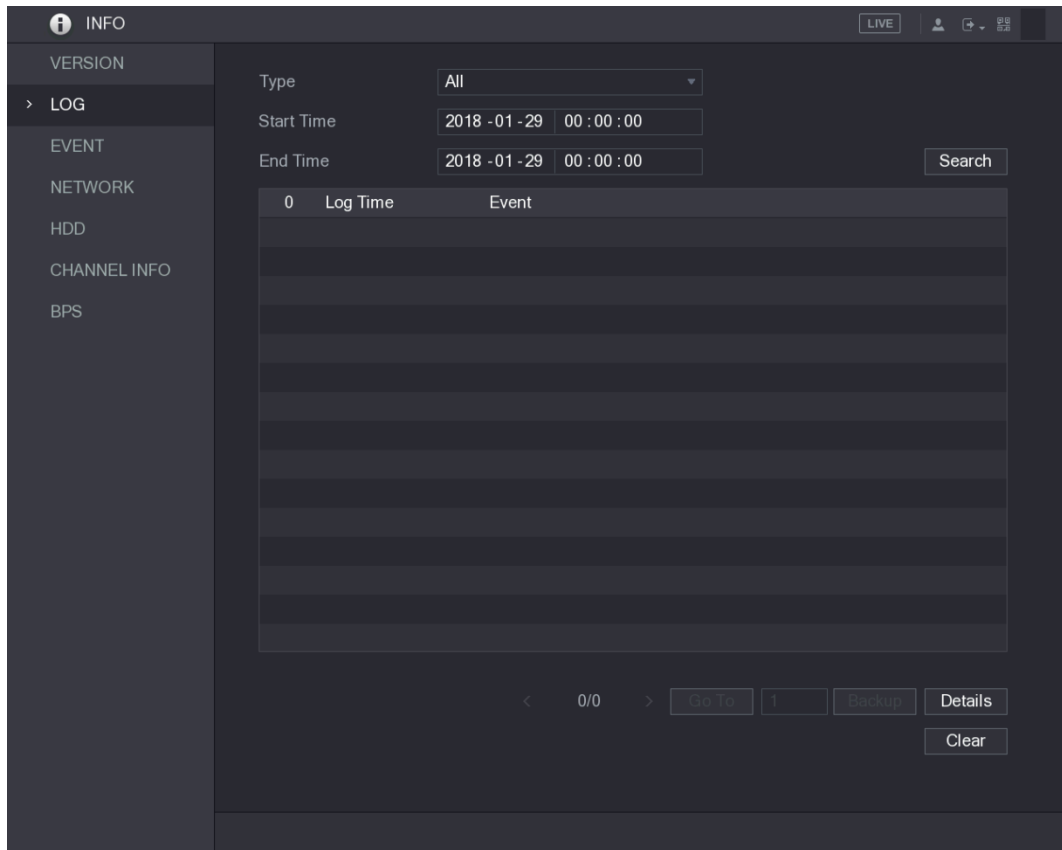 INFO
LIVE
VERSION
LOG
EVENT
NETWORK
HDD
CHANNEL INFO
BPS
Type All
Start Time 2018 -01 -29 00 : 00 : 00
End Time 2018 -01 -29 00 : 00 : 00 Search
0 Log Time Event
< 0/0 > Go To 1 Backup Details
Clear